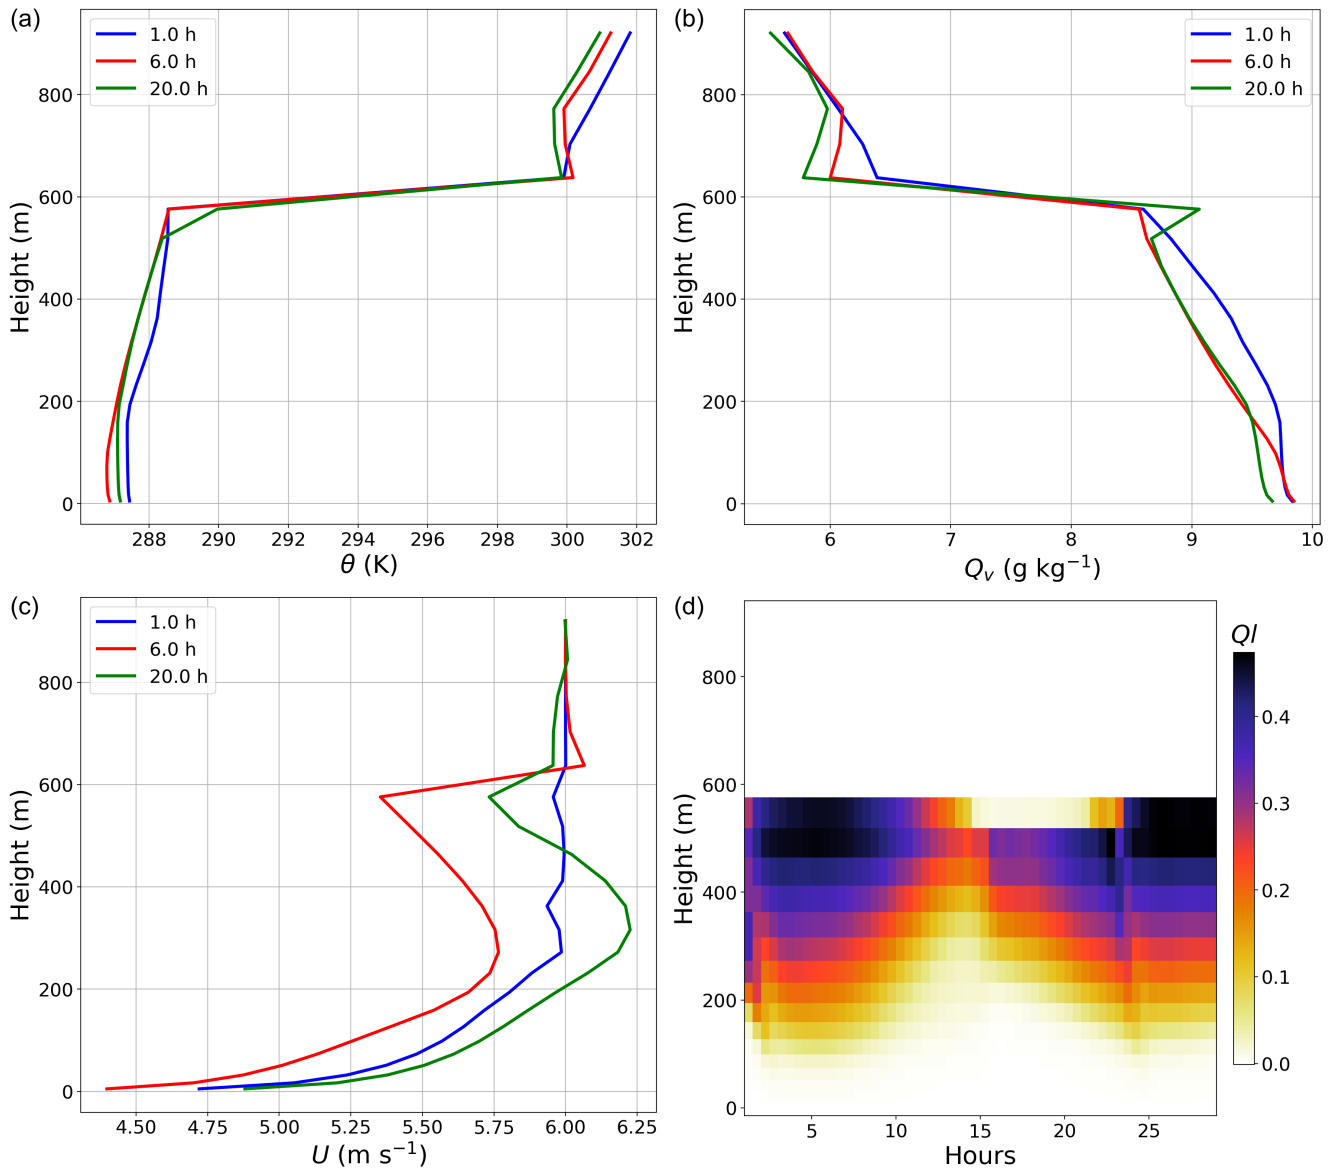 (a)
1.0 h
6.0 h
20.0 h
800
600
400
200
0
Height (m)
288 290 292 294 296 298 300 302
θ (K)
(b)
1.0 h
6.0 h
20.0 h
800
600
400
200
0
Height (m)
6 7 8 9 10
Qv (g kg⁻¹)
(c)
1.0 h
6.0 h
20.0 h
800
600
400
200
0
Height (m)
4.50 4.75 5.00 5.25 5.50 5.75 6.00 6.25
U (m s⁻¹)
(d)
800
600
400
200
0
Height (m)
5 10 15 20 25
Hours
Ql
0.4
0.3
0.2
0.1
0.0